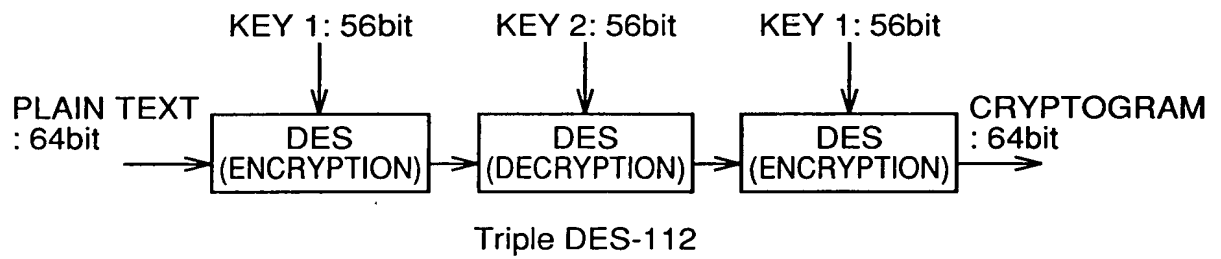 KEY 1: 56bit
KEY 2: 56bit
KEY 1: 56bit
PLAIN TEXT
: 64bit
DES
(ENCRYPTION)
DES
(DECRYPTION)
DES
(ENCRYPTION)
CRYPTOGRAM
: 64bit
Triple DES-112